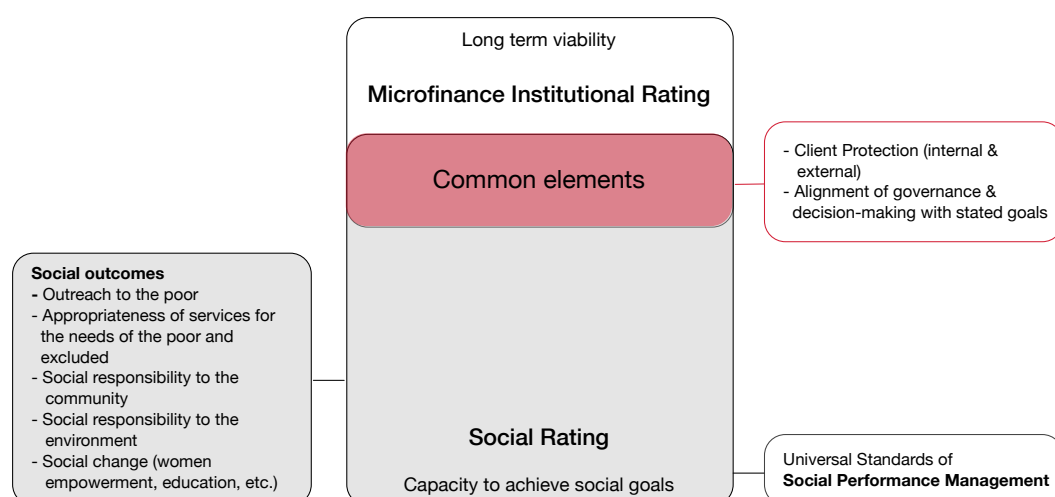 Long term viability
Microfinance Institutional Rating
Common elements
- Client Protection (internal &
external)
- Alignment of governance &
decision-making with stated goals
Social outcomes
- Outreach to the poor
- Appropriateness of services for
the needs of the poor and
excluded
- Social responsibility to the
community
- Social responsibility to the
environment
- Social change (women
empowerment, education, etc.)
Social Rating
Capacity to achieve social goals
Universal Standards of
Social Performance Management